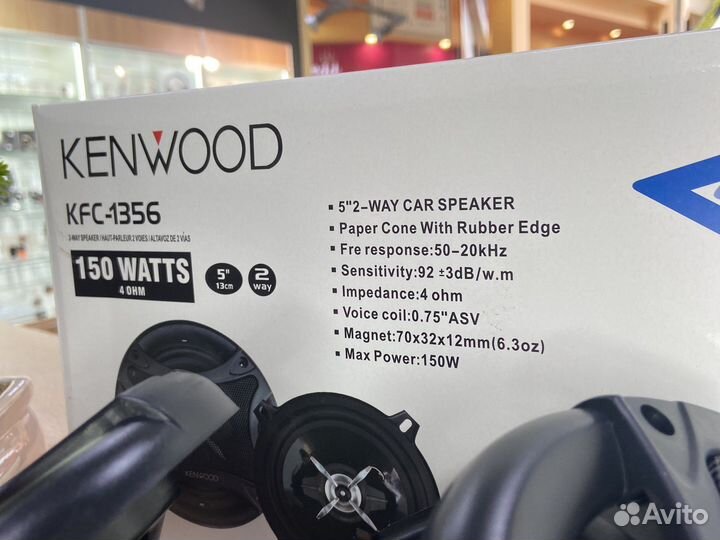 KENWOOD
KFC-1356
2-WAY SPEAKER / HAUT-PARLEUR 2 VOIES / ALTAVOZ DE 2 VIAS
150 WATTS
4 OHM
5"
13cm
2
way
▪ 5"2-WAY CAR SPEAKER
▪ Paper Cone With Rubber Edge
▪ Fre response:50-20kHz
▪ Sensitivity:92 ±3dB/w.m
▪ Impedance:4 ohm
▪ Voice coil:0.75"ASV
▪ Magnet:70x32x12mm(6.3oz)
▪ Max Power:150W
KENWOOD
Avito